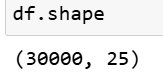 df.shape
(30000, 25)